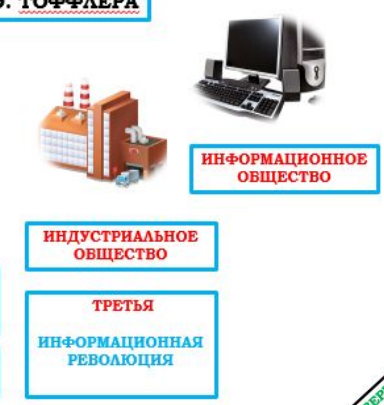 ТОФФЛЕРА
ИНФОРМАЦИОННОЕ
ОБЩЕСТВО
ИНДУСТРИАЛЬНОЕ
ОБЩЕСТВО
ТРЕТЬЯ
ИНФОРМАЦИОННАЯ
РЕВОЛЮЦИЯ